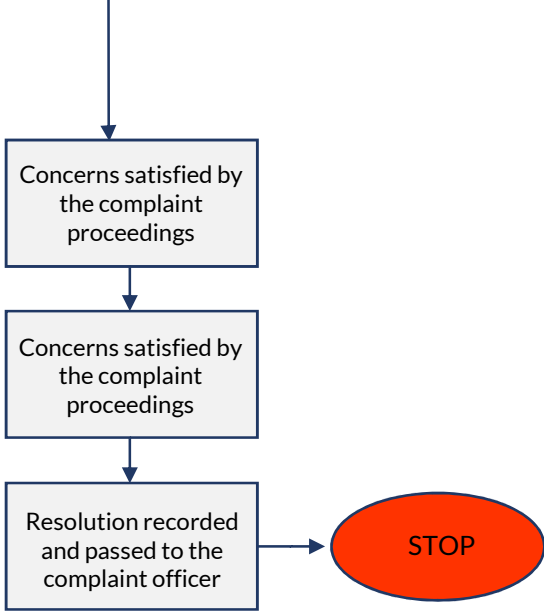 Concerns satisfied by
the complaint
proceedings
Concerns satisfied by
the complaint
proceedings
Resolution recorded
and passed to the
complaint officer
STOP